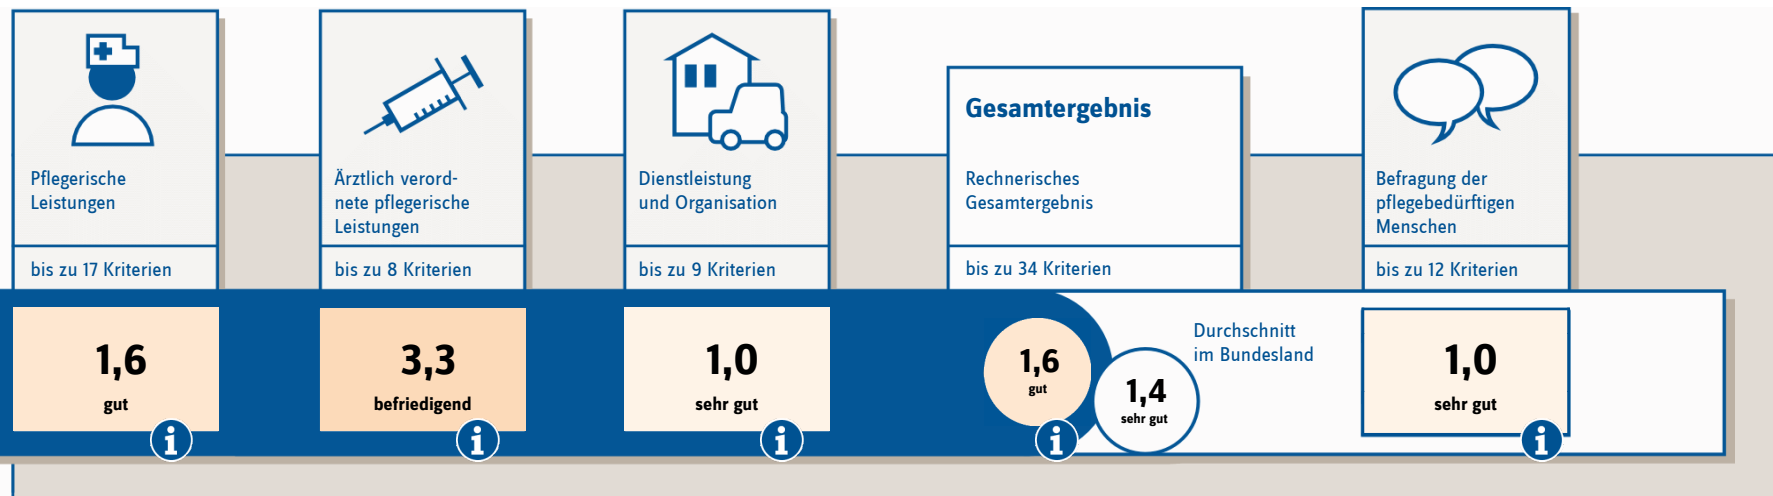 Pflegerische
Leistungen
bis zu 17 Kriterien
1,6
gut
i
Ärztlich verord-
nete pflegerische
Leistungen
bis zu 8 Kriterien
3,3
befriedigend
i
Dienstleistung
und Organisation
bis zu 9 Kriterien
1,0
sehr gut
i
Gesamtergebnis
Rechnerisches
Gesamtergebnis
bis zu 34 Kriterien
1,6
gut
i
Durchschnitt
im Bundesland
1,4
sehr gut
Befragung der
pflegebedürftigen
Menschen
bis zu 12 Kriterien
1,0
sehr gut
i